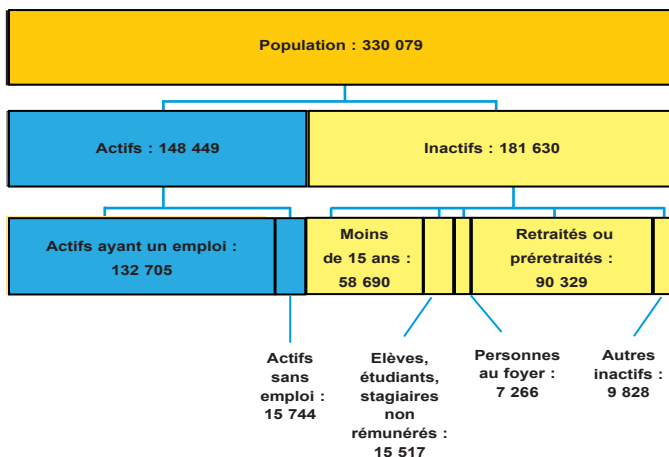 Population : 330 079
Actifs : 148 449
Inactifs : 181 630
Actifs ayant un emploi :
132 705
Moins
de 15 ans :
58 690
Retraités ou
préretraités :
90 329
Actifs
sans
emploi :
15 744
Elèves,
étudiants,
stagiaires
non
rémunérés :
15 517
Personnes
au foyer :
7 266
Autres
inactifs :
9 828